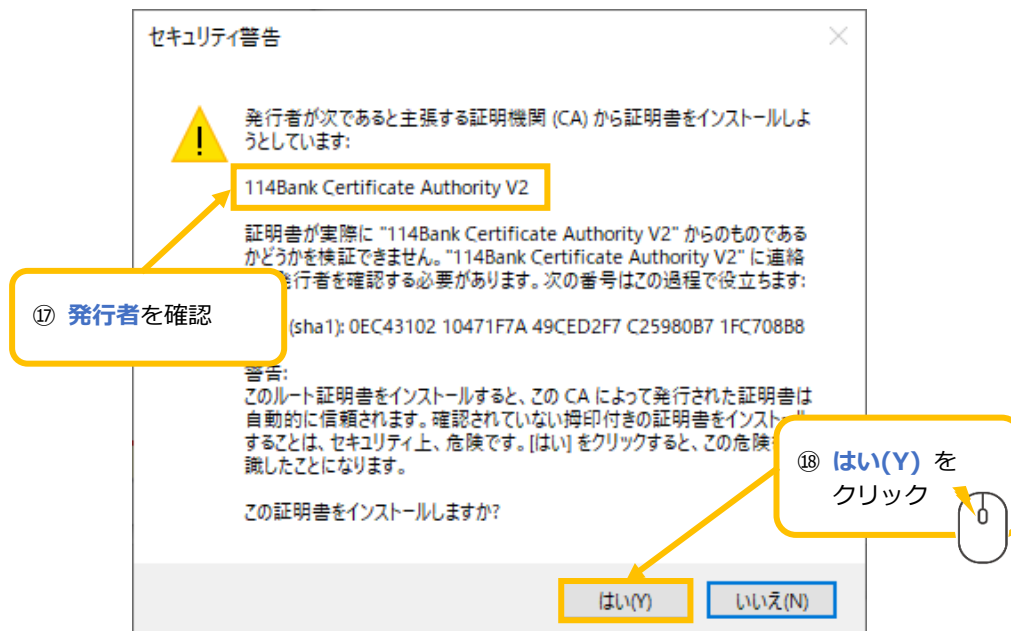 セキュリティ警告
発行者が次であると主張する証明機関 (CA) から証明書をインストールしよ
うとしています:
114Bank Certificate Authority V2
証明書が実際に "114Bank Certificate Authority V2" からのものである
かどうかを検証できません。"114Bank Certificate Authority V2" に連絡
発行者を確認する必要があります。次の番号はこの過程で役立ちます:
⑰ 発行者を確認
(sha1): 0EC43102 10471F7A 49CED2F7 C25980B7 1FC708B8
警告:
このルート証明書をインストールすると、この CA によって発行された証明書は
自動的に信頼されます。確認されていない拇印付きの証明書をインストール
することは、セキュリティ上、危険です。[はい] をクリックすると、この危険
識したことになります。
⑱ はい(Y) を
クリック
この証明書をインストールしますか?
はい(Y)
いいえ(N)